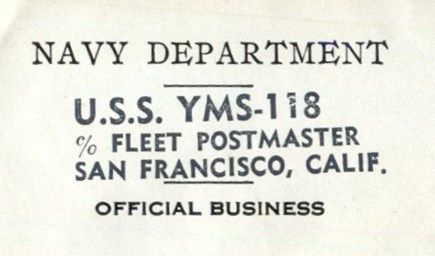 NAVY DEPARTMENT
U.S.S. YMS-118
℅ FLEET POSTMASTER
SAN FRANCISCO, CALIF.
OFFICIAL BUSINESS